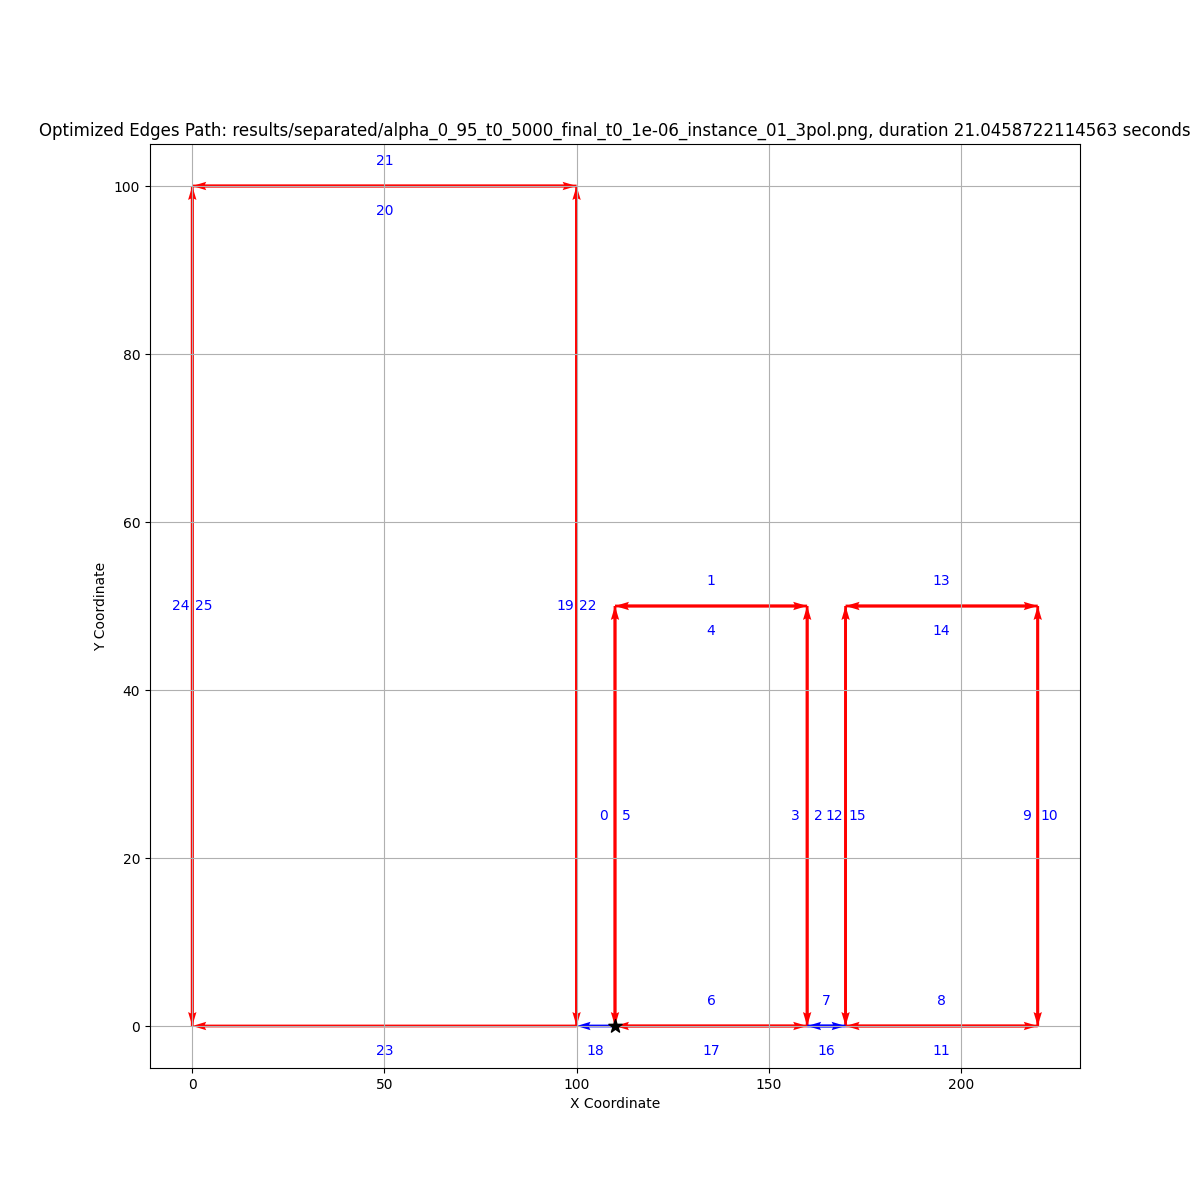 Optimized Edges Path: results/separated/alpha_0_95_t0_5000_final_t0_1e-06_instance_01_3pol.png, duration 21.0458722114563 seconds
21
100
20
80
60
24 25 19 22
1 13
4 14
Y Coordinate
40
0 5 3 2 12 15 9 10
20
6 7 8
0
23 18 17 16 11
0 50 100 150 200
X Coordinate